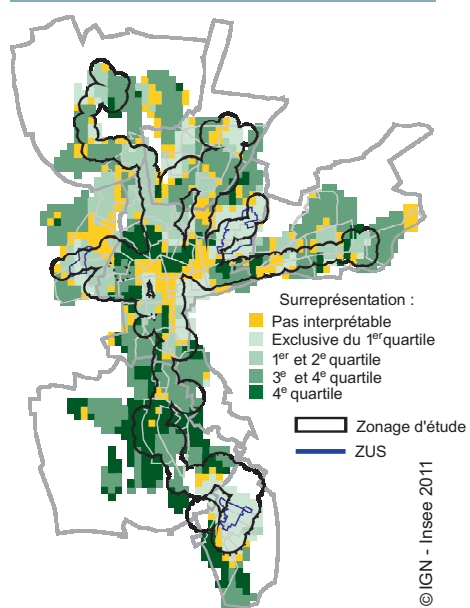 Surreprésentation :
Pas interprétable
Exclusive du 1er quartile
1er et 2e quartile
3e et 4e quartile
4e quartile
Zonage d'étude
ZUS
© IGN - Insee 2011